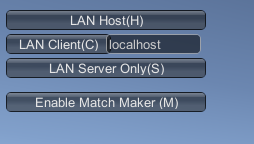 LAN Host(H)
LAN Client(C) localhost
LAN Server Only(S)
Enable Match Maker (M)